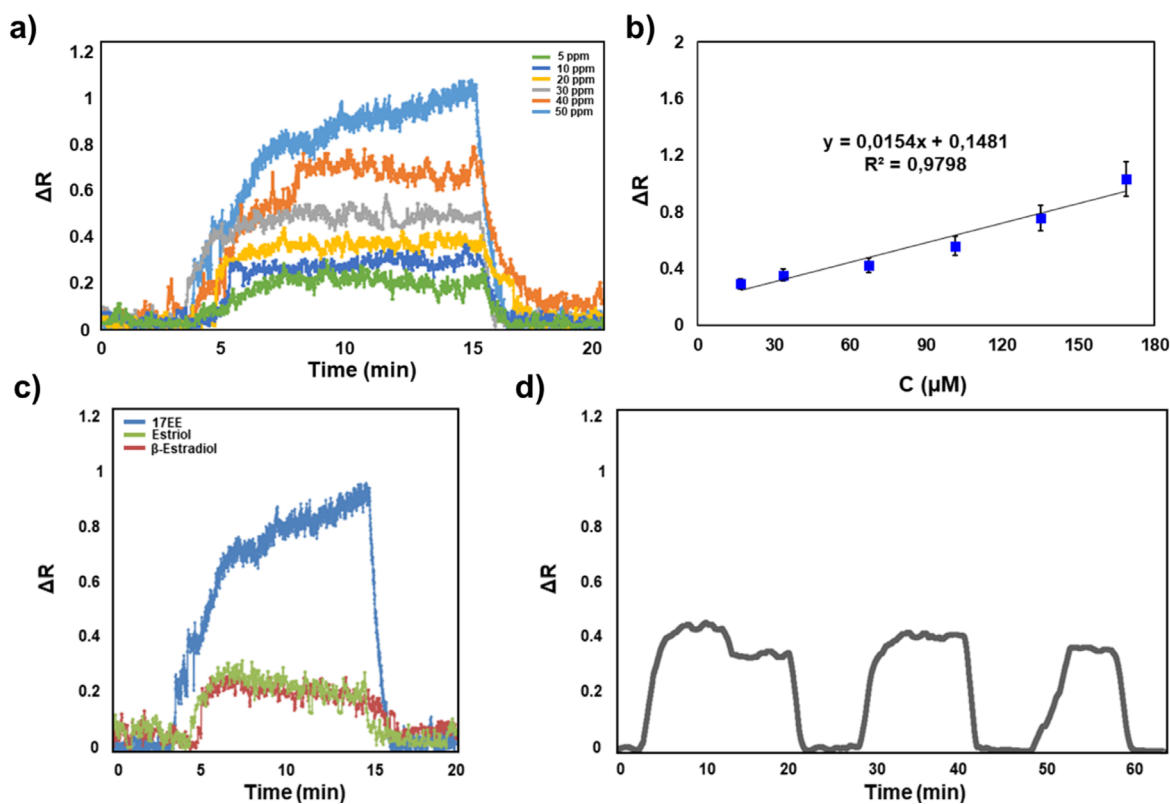 a)
1.2
1
0.8
0.6
0.4
0.2
0
ΔR
0 5 10 15 20
Time (min)
5 ppm
10 ppm
20 ppm
30 ppm
40 ppm
50 ppm
b)
2
1.6
1.2
0.8
0.4
0
ΔR
y = 0,0154x + 0,1481
R² = 0,9798
0 30 60 90 120 150 180
C (µM)
c)
1.2
1
0.8
0.6
0.4
0.2
0
ΔR
17EE
Estriol
β-Estradiol
0 5 10 15 20
Time (min)
d)
1.2
1
0.8
0.6
0.4
0.2
0
ΔR
0 10 20 30 40 50 60
Time (min)